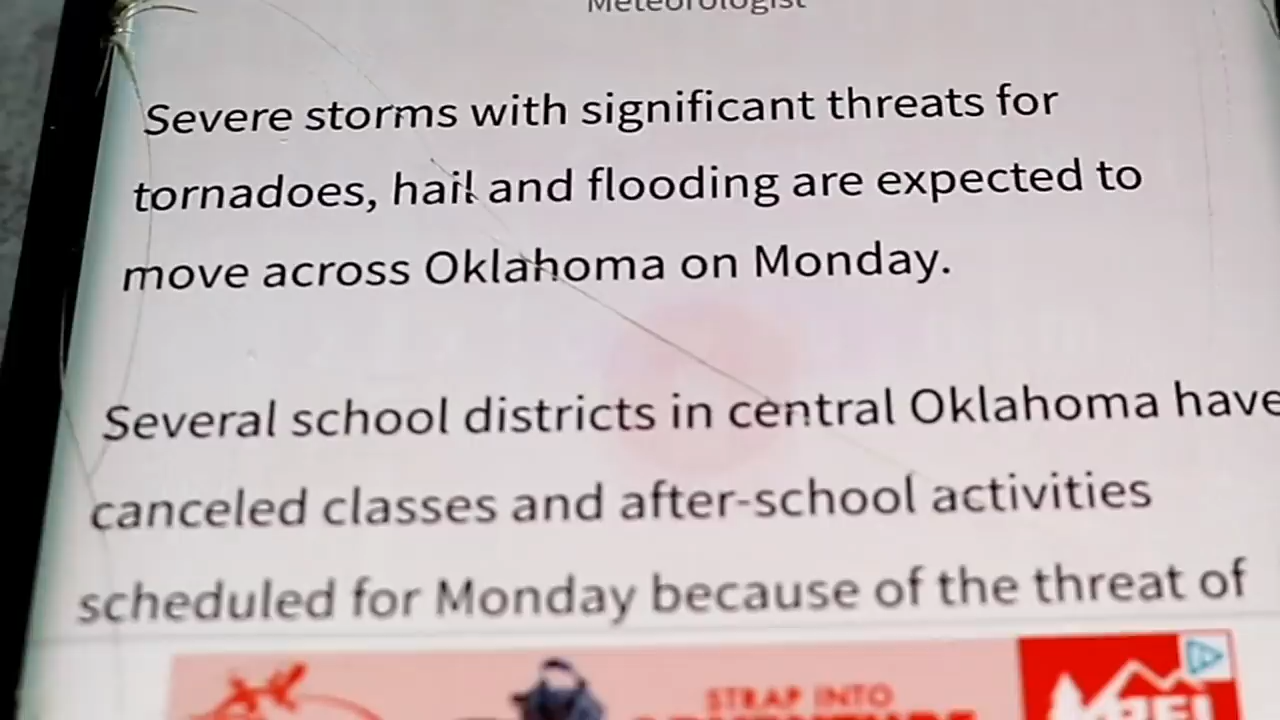 Meteorologist
Severe storms with significant threats for
tornadoes, hail and flooding are expected to
move across Oklahoma on Monday.
Several school districts in central Oklahoma have
canceled classes and after-school activities
scheduled for Monday because of the threat of
STRAP INTO
ADVENTURE
REI